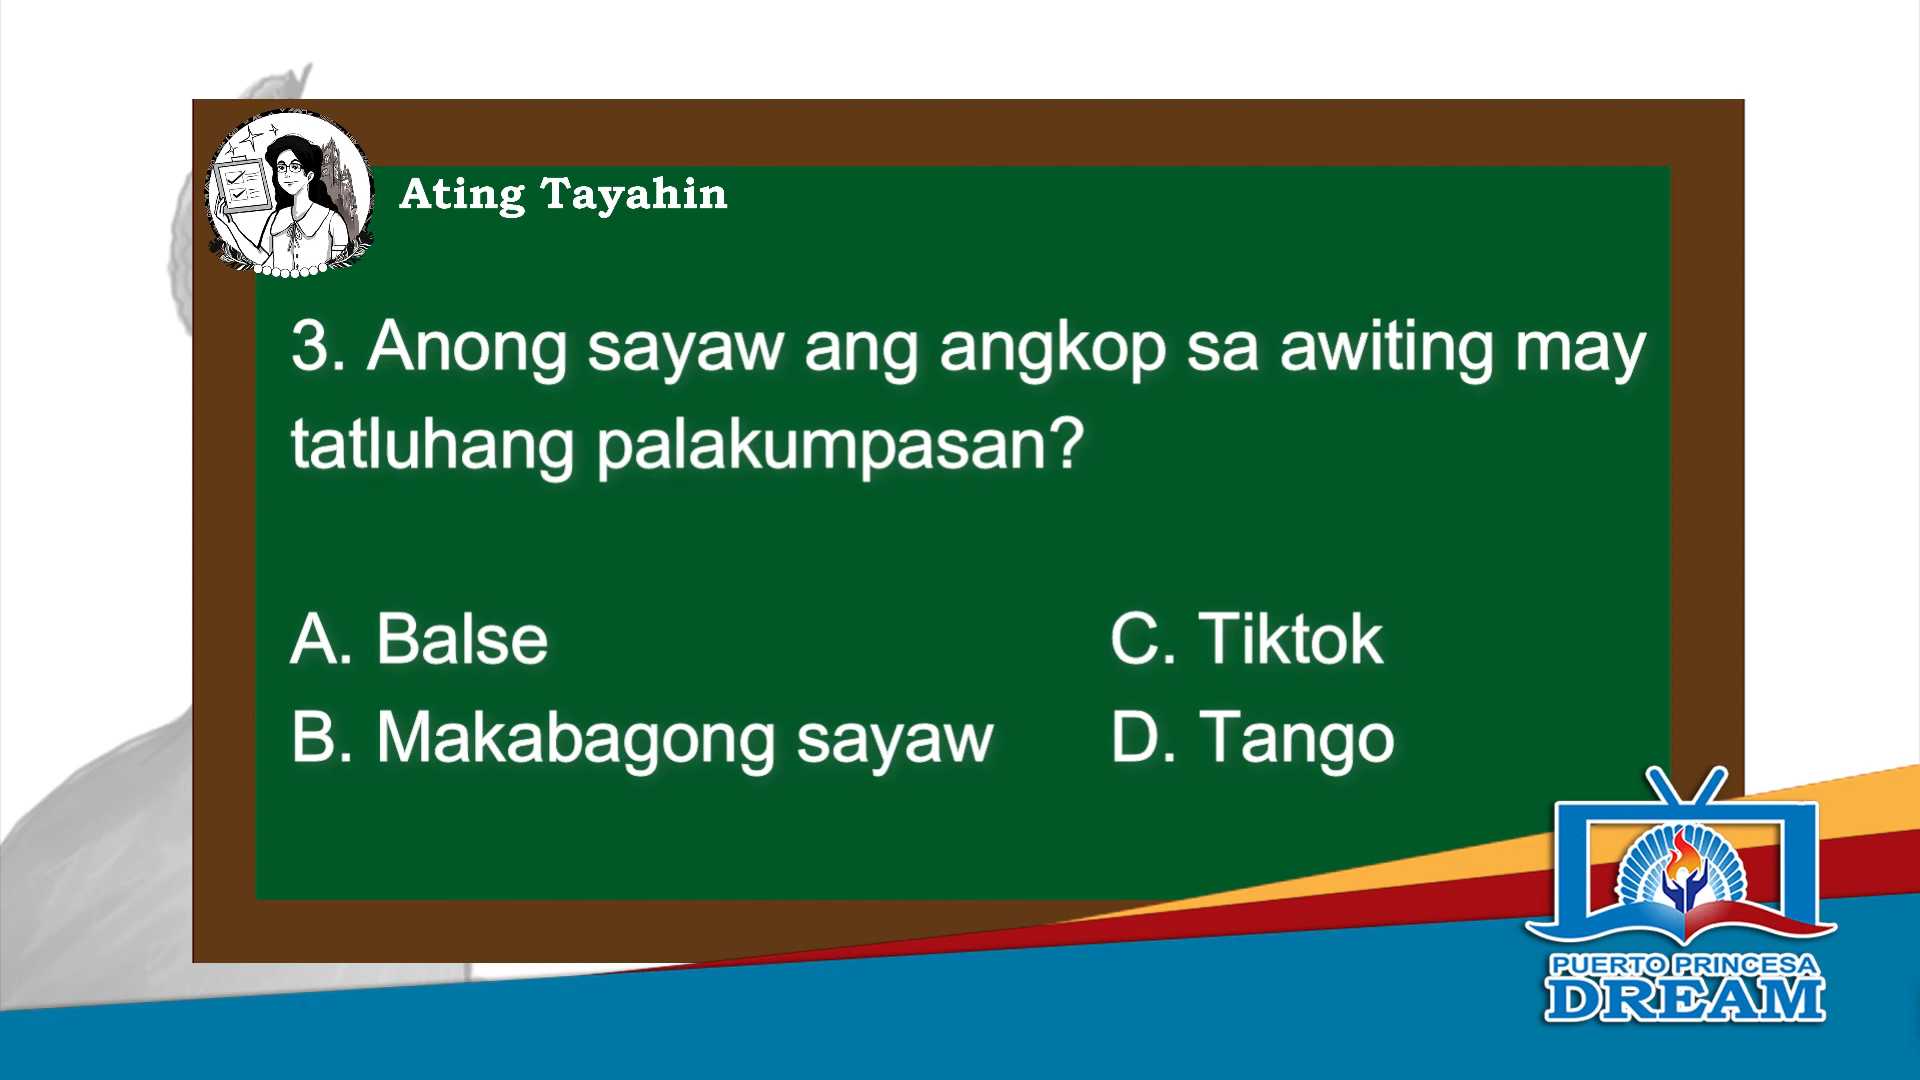 Ating Tayahin
3. Anong sayaw ang angkop sa awiting may
tatluhang palakumpasan?
A. Balse
B. Makabagong sayaw
C. Tiktok
D. Tango
PUERTO PRINCESA
DREAM